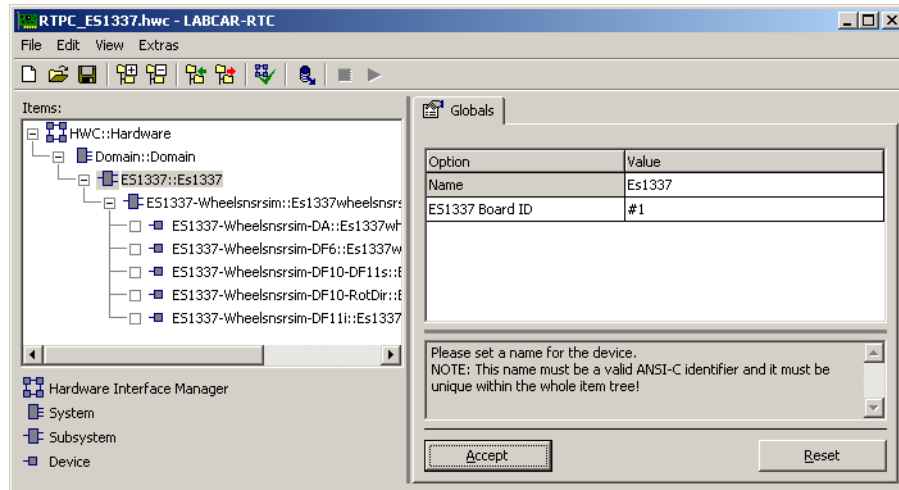 RTPC_ES1337.hwc - LABCAR-RTC
File Edit View Extras
Items:
HWC::Hardware
Domain::Domain
ES1337::Es1337
ES1337-Wheelsnsrsim::Es1337wheelsnsrs
ES1337-Wheelsnsrsim-DA::Es1337wh
ES1337-Wheelsnsrsim-DF6::Es1337w
ES1337-Wheelsnsrsim-DF10-DF11s::E
ES1337-Wheelsnsrsim-DF10-RotDir::E
ES1337-Wheelsnsrsim-DF11i::Es1337
Hardware Interface Manager
System
Subsystem
Device
Globals
Option Value
Name Es1337
ES1337 Board ID #1
Please set a name for the device.
NOTE: This name must be a valid ANSI-C identifier and it must be
unique within the whole item tree!
Accept Reset